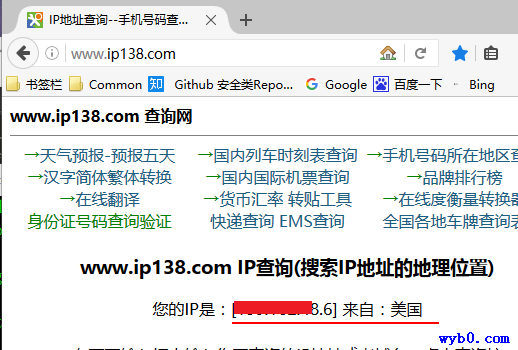 IP地址查询--手机号码查...
www.ip138.com
书签栏 Common 知 Github 安全类Repo... Google 百度一下 Bing
www.ip138.com 查询网
→天气预报-预报五天 →国内列车时刻表查询 →手机号码所在地区查
→汉字简体繁体转换 →国内国际机票查询 →品牌排行榜
→在线翻译 →货币汇率 转贴工具 →在线度衡量转换器
身份证号码查询验证 快递查询 EMS查询 全国各地车牌查询表
www.ip138.com IP查询(搜索IP地址的地理位置)
您的IP是：[ 8.6] 来自：美国
wyb0.com